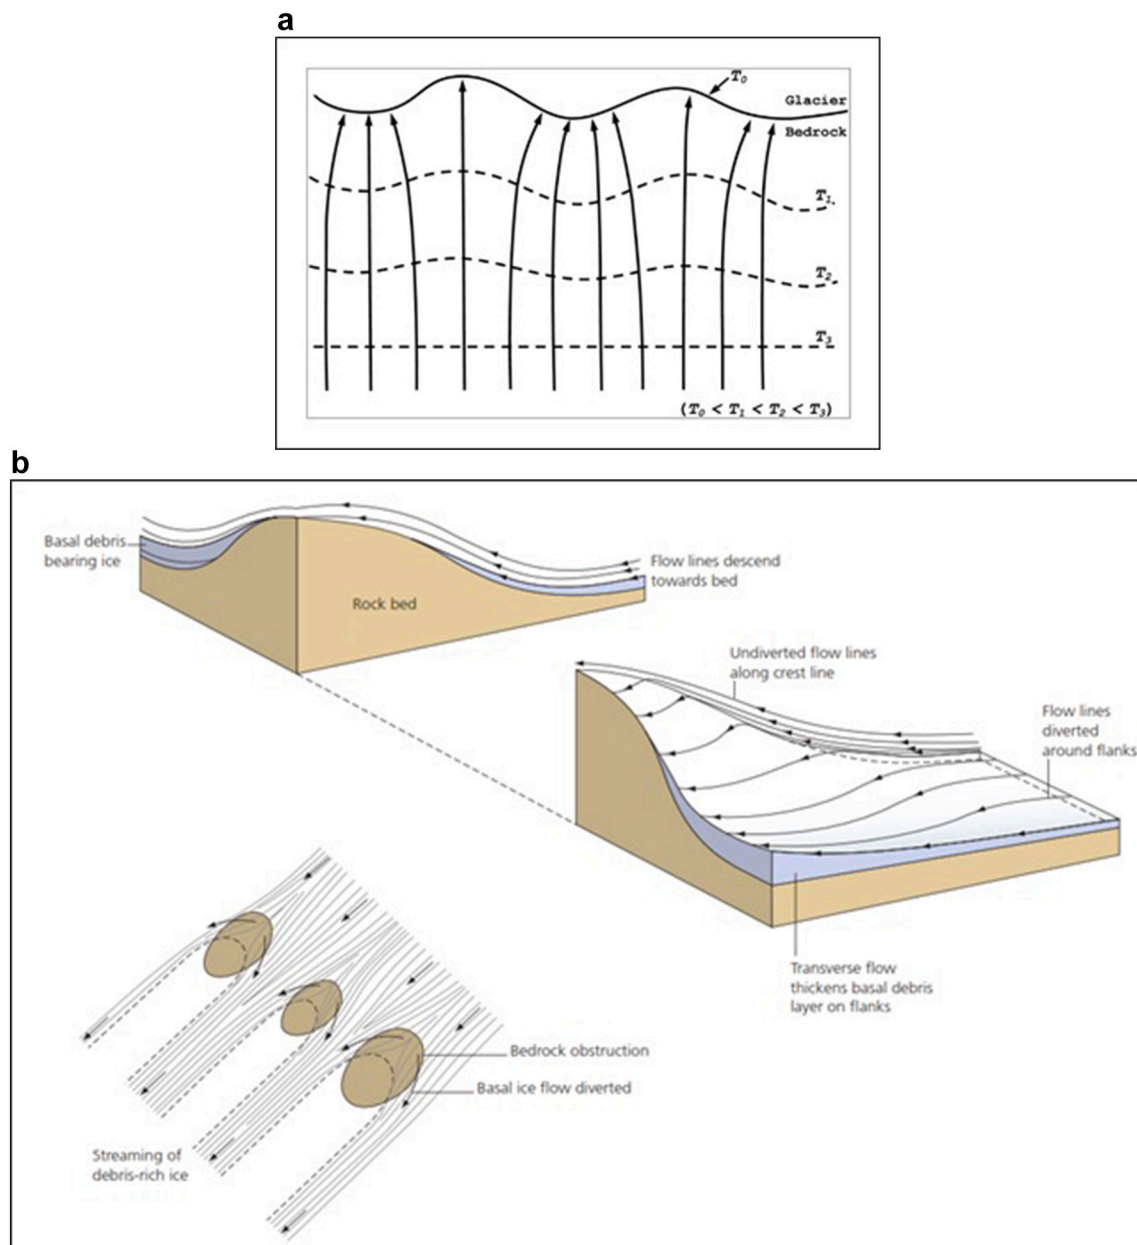 a
T₀
Glacier
Bedrock
T₁.
T₂
T₃
(T₀ < T₁ < T₂ < T₃)
b
Basal debris
bearing ice
Rock bed
Flow lines descend
towards bed
Undiverted flow lines
along crest line
Flow lines
diverted
around flanks
Transverse flow
thickens basal debris
layer on flanks
Bedrock obstruction
Basal ice flow diverted
Streaming of
debris-rich ice